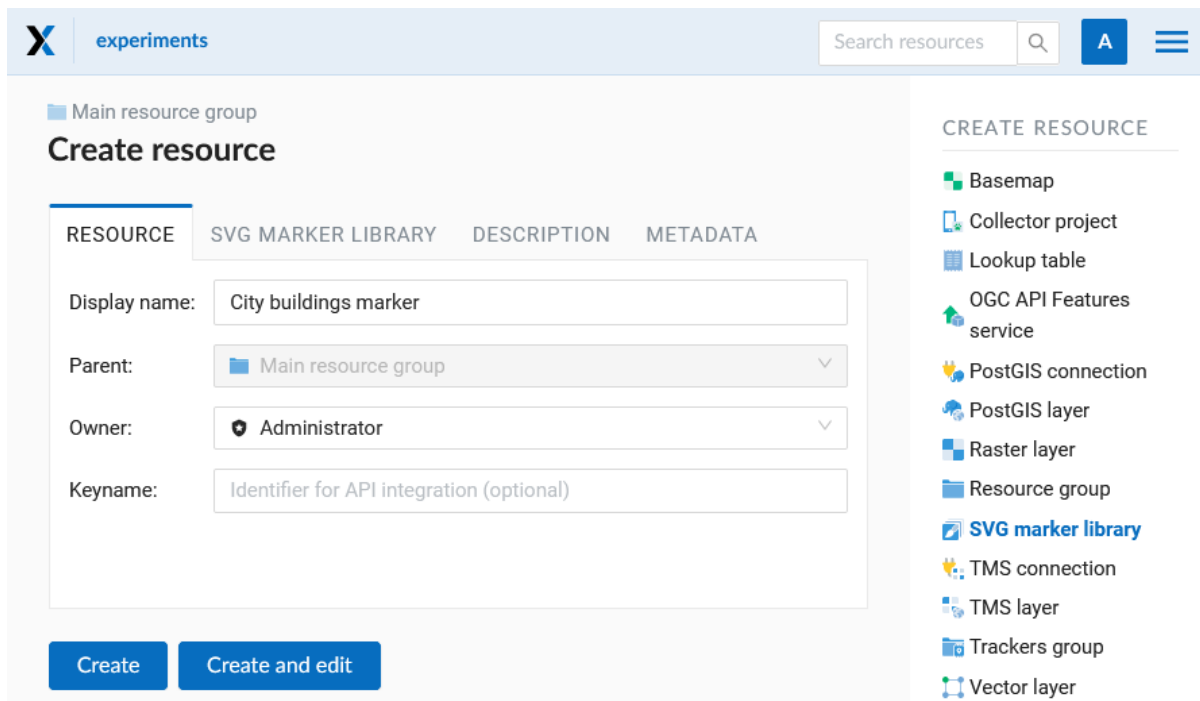 experiments
Search resources
A
Main resource group
Create resource
RESOURCE
SVG MARKER LIBRARY
DESCRIPTION
METADATA
Display name:
City buildings marker
Parent:
Main resource group
Owner:
Administrator
Keyname:
Identifier for API integration (optional)
Create
Create and edit
CREATE RESOURCE
Basemap
Collector project
Lookup table
OGC API Features
service
PostGIS connection
PostGIS layer
Raster layer
Resource group
SVG marker library
TMS connection
TMS layer
Trackers group
Vector layer